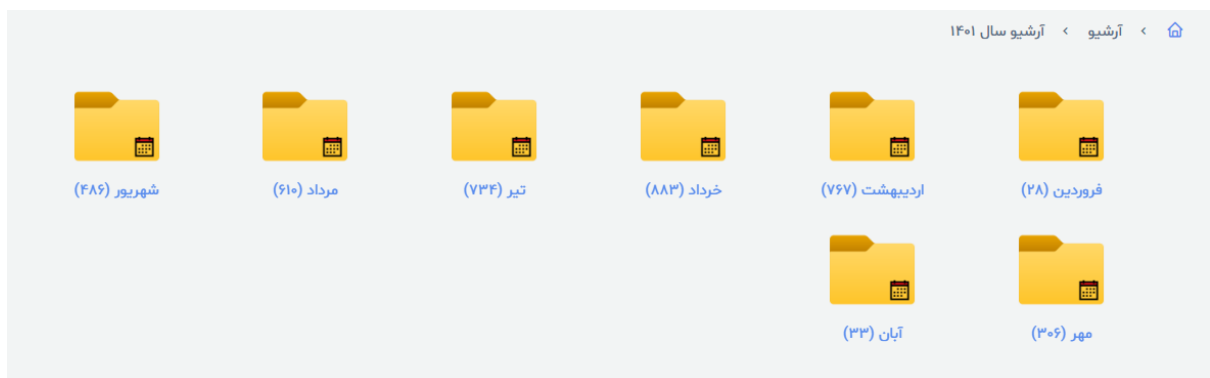 آرشیو › آرشیو سال ۱۴۰۱
فروردین (۲۸)
اردیبهشت (۷۶۷)
خرداد (۸۸۳)
تیر (۷۳۴)
مرداد (۶۱۰)
شهریور (۴۸۶)
مهر (۳۰۶)
آبان (۳۳)